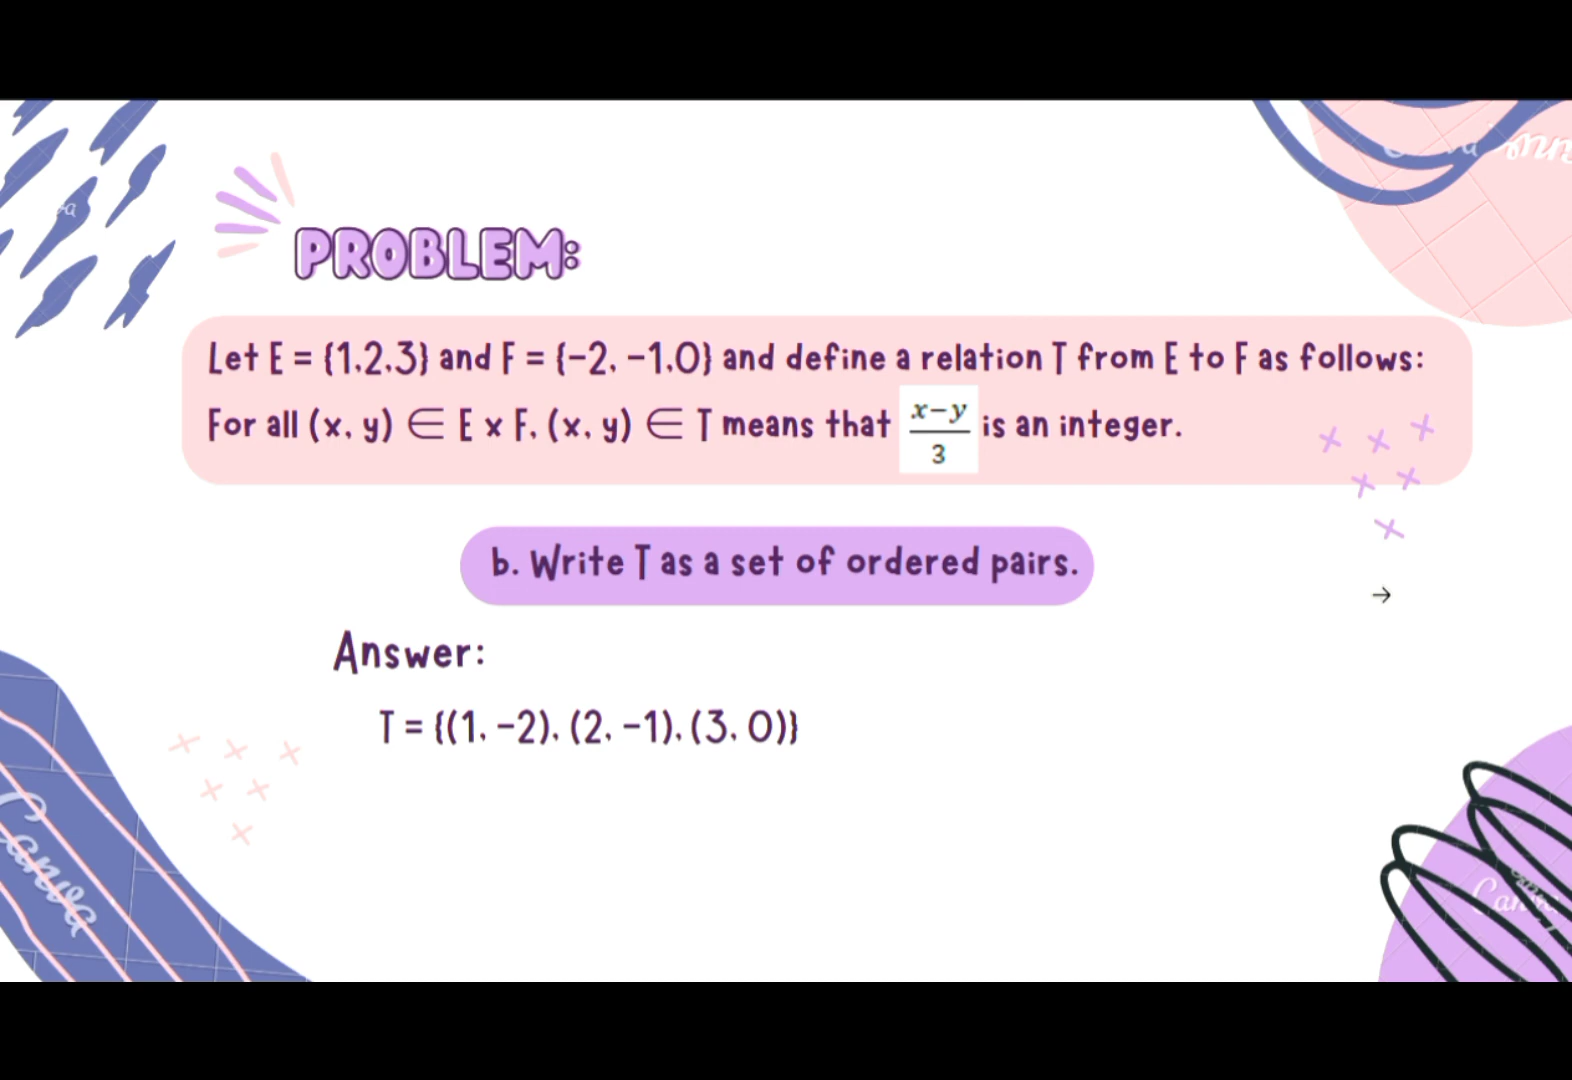 PROBLEM:
Let E = {1,2,3} and F = {-2, -1,0} and define a relation T from E to F as follows:
For all (x, y) ∈ E x F, (x, y) ∈ T means that x-y/3 is an integer.
b. Write T as a set of ordered pairs.
→
Answer:
T = {(1, -2), (2, -1), (3, 0)}
Canva